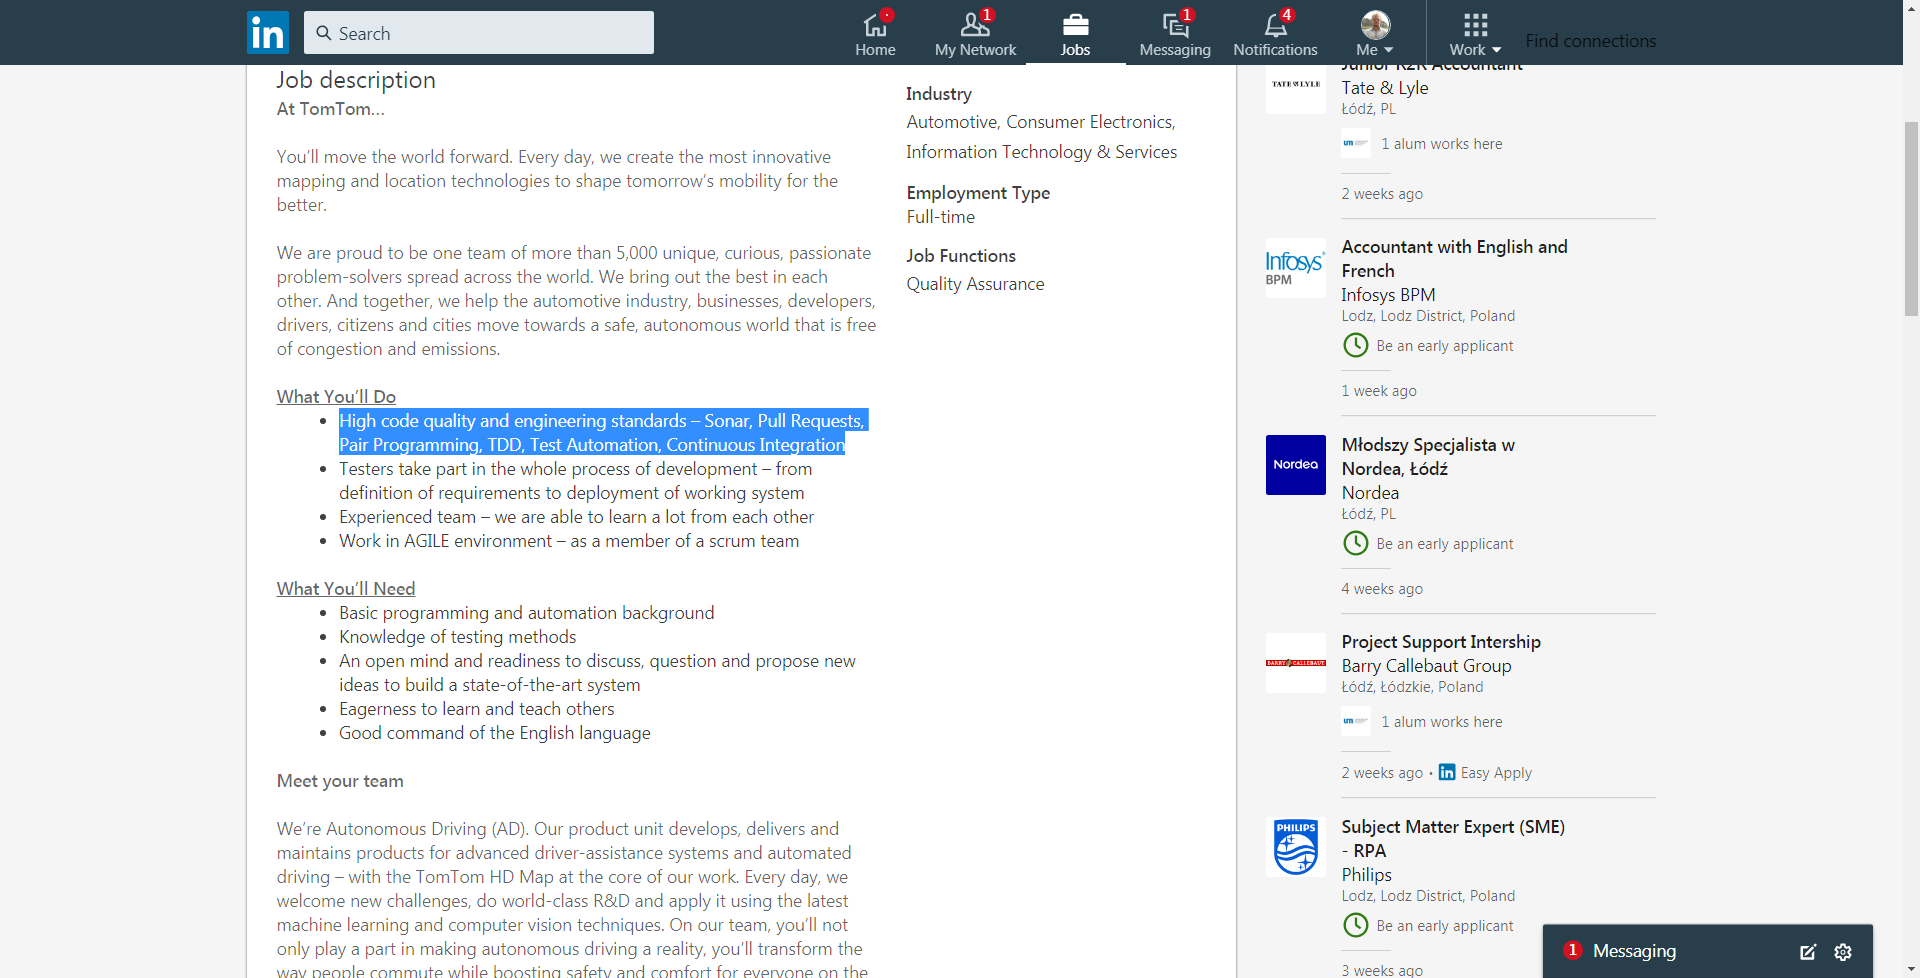 in
Search
Home
1
My Network
Jobs
1
Messaging
4
Notifications
Me
Work
Find connections
Job description
At TomTom...
You'll move the world forward. Every day, we create the most innovative
mapping and location technologies to shape tomorrow's mobility for the
better.
We are proud to be one team of more than 5,000 unique, curious, passionate
problem-solvers spread across the world. We bring out the best in each
other. And together, we help the automotive industry, businesses, developers,
drivers, citizens and cities move towards a safe, autonomous world that is free
of congestion and emissions.
What You'll Do
• High code quality and engineering standards – Sonar, Pull Requests,
Pair Programming, TDD, Test Automation, Continuous Integration
• Testers take part in the whole process of development – from
definition of requirements to deployment of working system
• Experienced team – we are able to learn a lot from each other
• Work in AGILE environment – as a member of a scrum team
What You'll Need
• Basic programming and automation background
• Knowledge of testing methods
• An open mind and readiness to discuss, question and propose new
ideas to build a state-of-the-art system
• Eagerness to learn and teach others
• Good command of the English language
Meet your team
We're Autonomous Driving (AD). Our product unit develops, delivers and
maintains products for advanced driver-assistance systems and automated
driving – with the TomTom HD Map at the core of our work. Every day, we
welcome new challenges, do world-class R&D and apply it using the latest
machine learning and computer vision techniques. On our team, you'll not
only play a part in making autonomous driving a reality, you'll transform the
way people commute while boosting safety and comfort for everyone on the
Industry
Automotive, Consumer Electronics,
Information Technology & Services
Employment Type
Full-time
Job Functions
Quality Assurance
Junior R2R Accountant
TATE & LYLE
Tate & Lyle
Łódź, PL
um
1 alum works here
2 weeks ago
Infosys
BPM
Accountant with English and
French
Infosys BPM
Lodz, Lodz District, Poland
Be an early applicant
1 week ago
Nordea
Młodszy Specjalista w
Nordea, Łódź
Nordea
Łódź, PL
Be an early applicant
4 weeks ago
BARRY CALLEBAUT
Project Support Intership
Barry Callebaut Group
Łódź, Łódzkie, Poland
um
1 alum works here
2 weeks ago • in Easy Apply
PHILIPS
Subject Matter Expert (SME)
- RPA
Philips
Lodz, Lodz District, Poland
Be an early applicant
3 weeks ago
1 Messaging